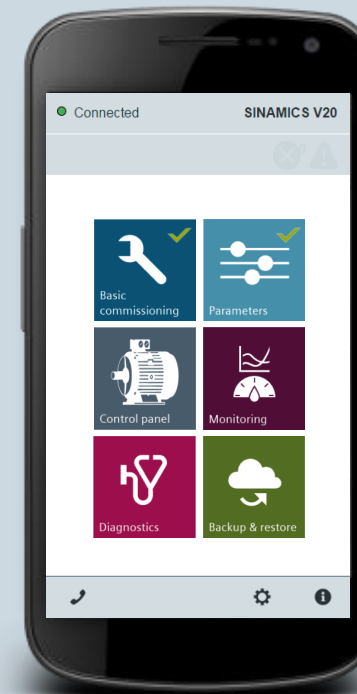 Connected SINAMICS V20
Basic
commissioning
Parameters
Control panel
Monitoring
Diagnostics
Backup & restore